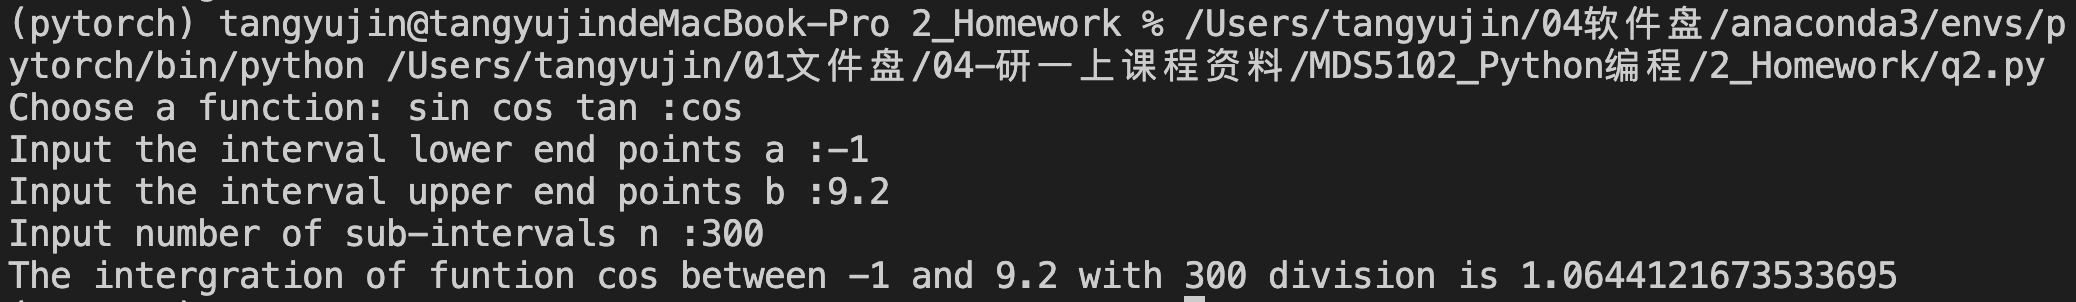 (pytorch) tangyujin@tangyujindeMacBook-Pro 2_Homework % /Users/tangyujin/04软件盘/anaconda3/envs/p
ytorch/bin/python /Users/tangyujin/01文件盘/04-研一上课程资料/MDS5102_Python编程/2_Homework/q2.py
Choose a function: sin cos tan :cos
Input the interval lower end points a :-1
Input the interval upper end points b :9.2
Input number of sub-intervals n :300
The intergration of funtion cos between -1 and 9.2 with 300 division is 1.0644121673533695